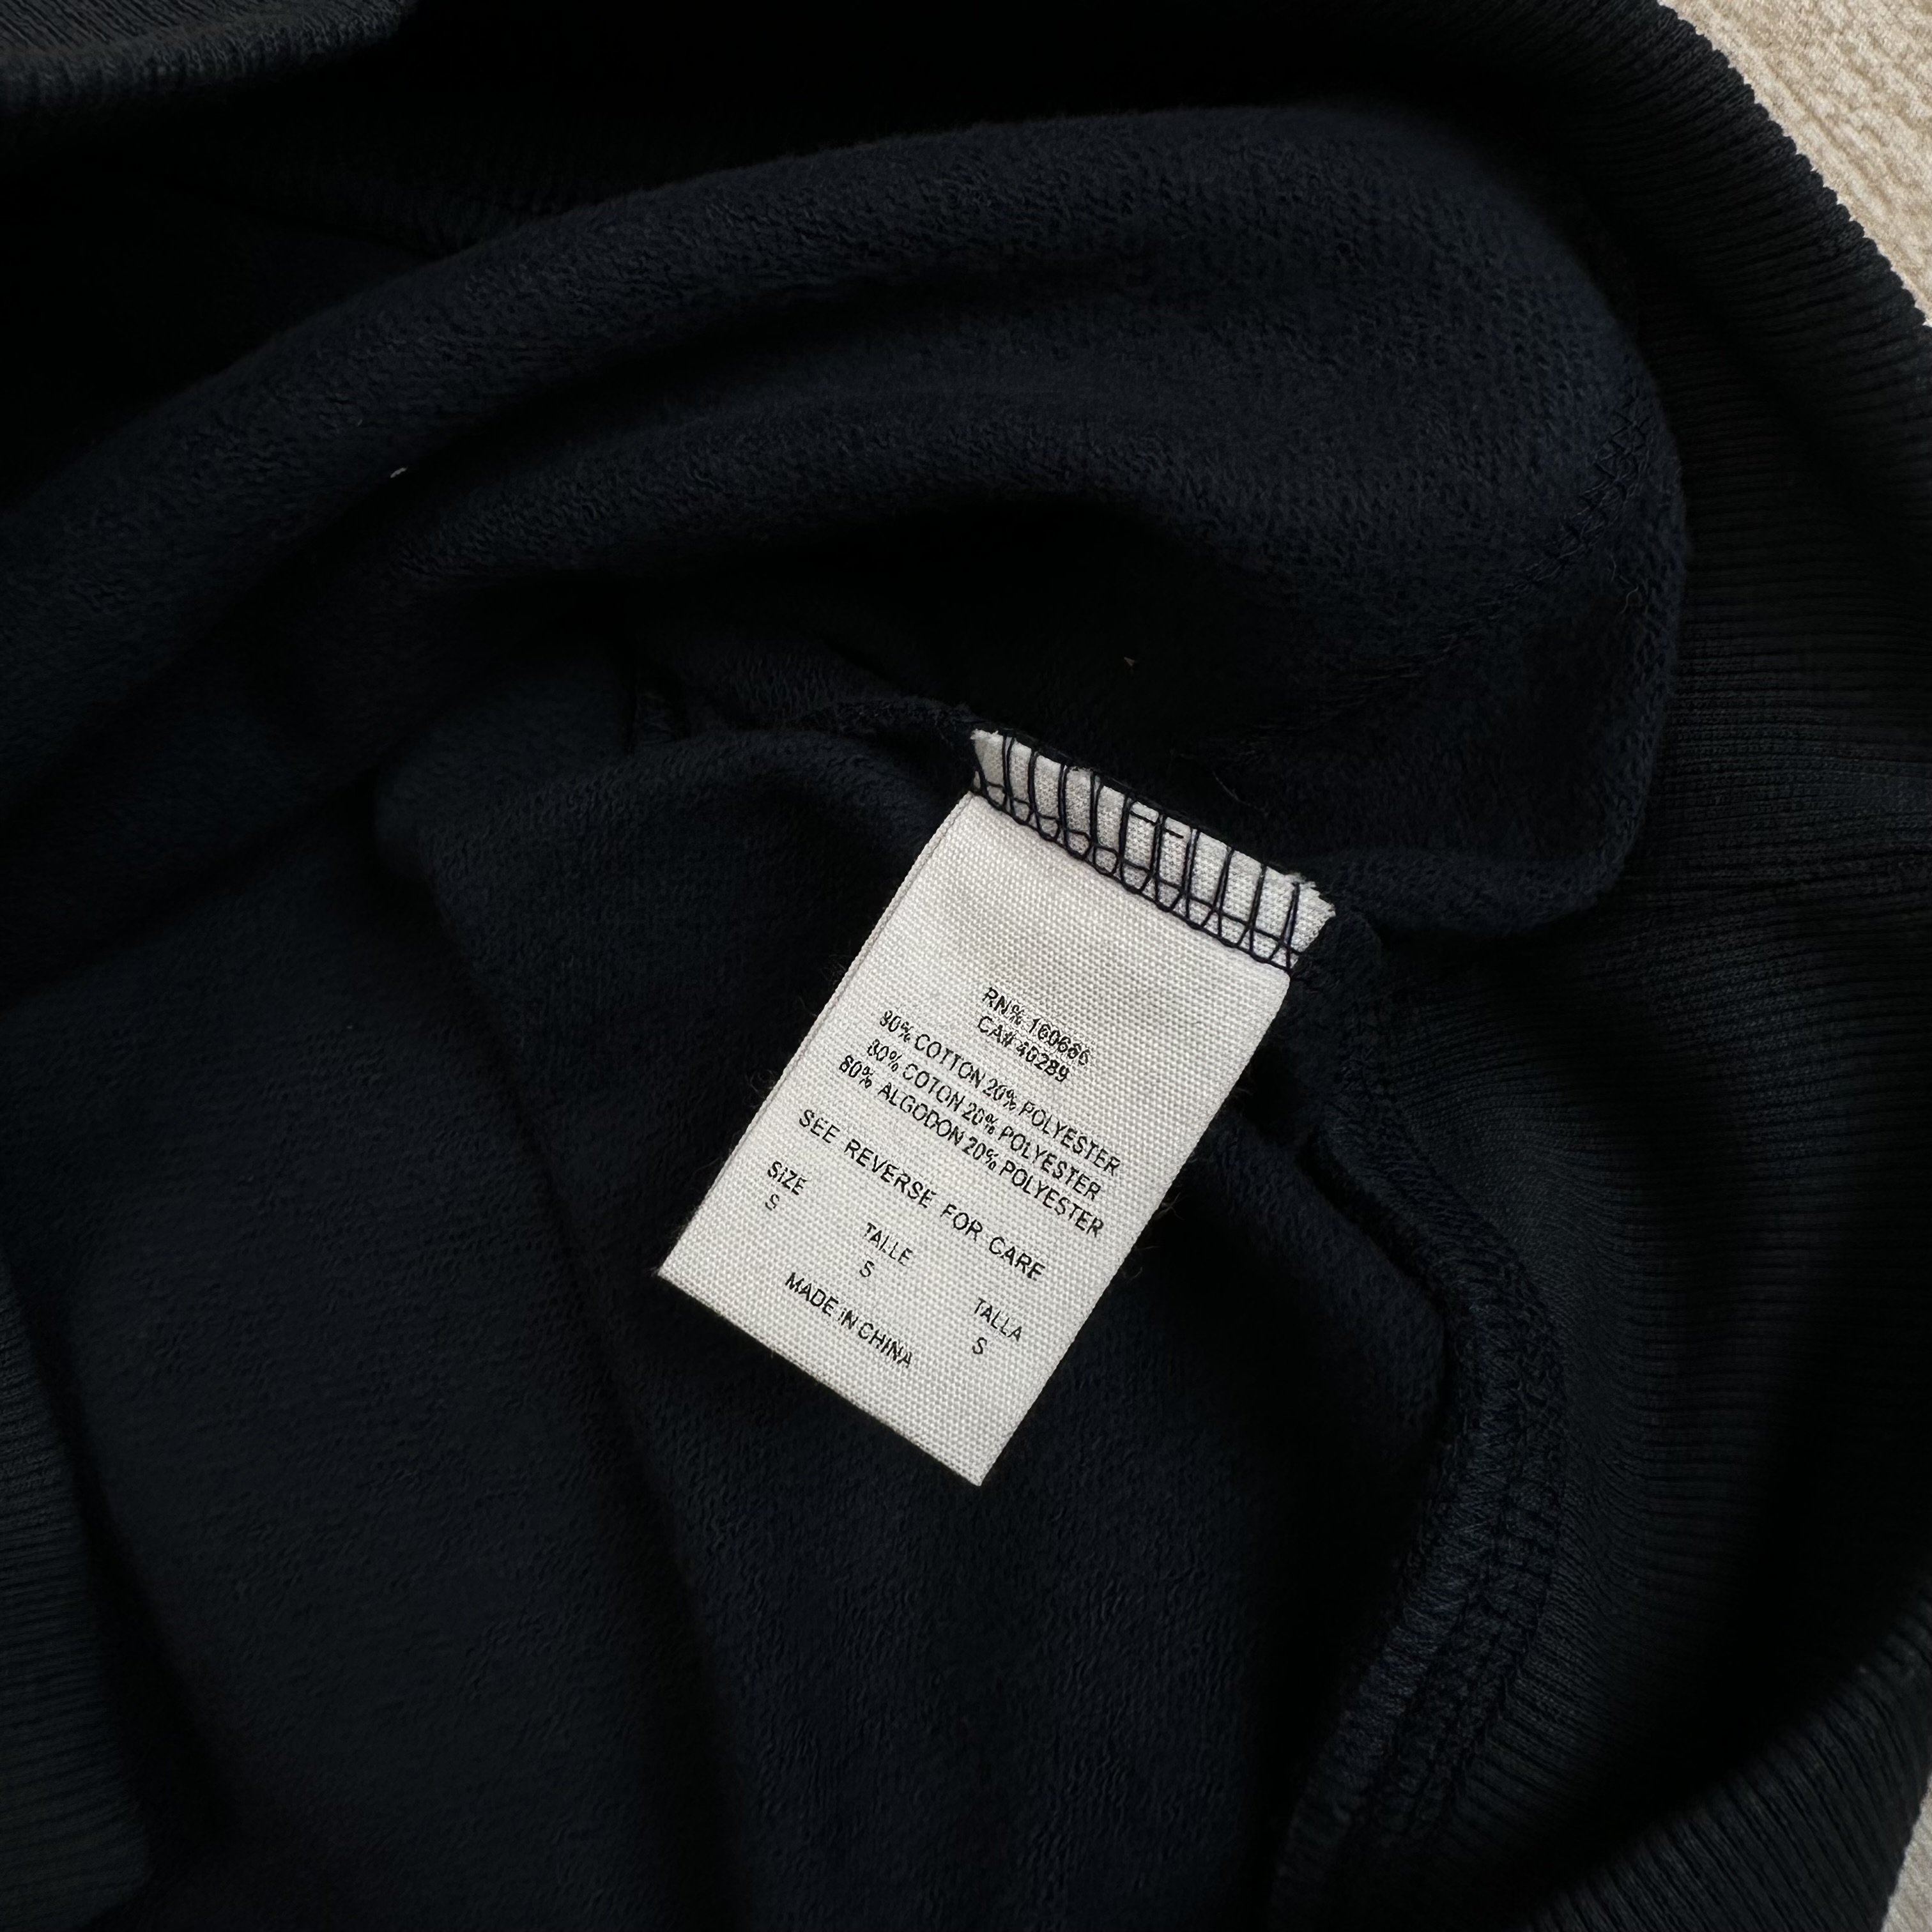 RN% 160686
CA# 40289
80% COTTON 20% POLYESTER
80% COTON 20% POLYESTER
80% ALGODON 20% POLYESTER
SEE REVERSE FOR CARE
SIZE TALLE TALLA
S S S
MADE IN CHINA